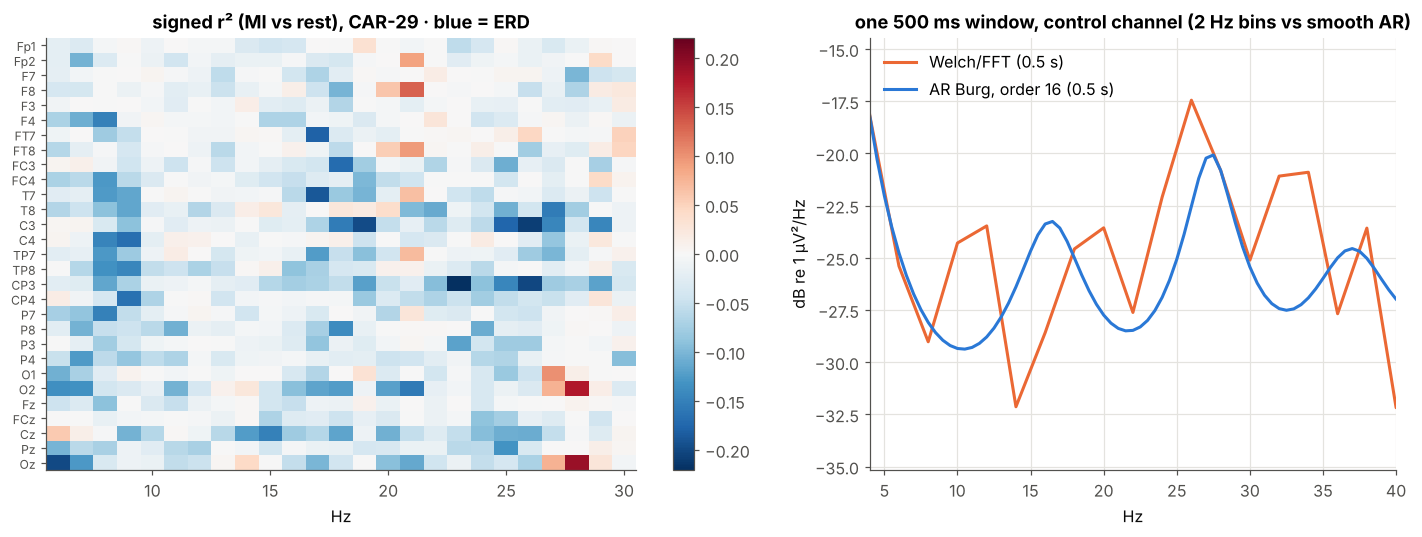 signed r² (MI vs rest), CAR-29 · blue = ERD
Fp1
Fp2
F7
F8
F3
F4
FT7
FT8
FC3
FC4
T7
T8
C3
C4
TP7
TP8
CP3
CP4
P7
P8
P3
P4
O1
O2
Fz
FCz
Cz
Pz
Oz
10 15 20 25 30
Hz
0.20
0.15
0.10
0.05
0.00
−0.05
−0.10
−0.15
−0.20
one 500 ms window, control channel (2 Hz bins vs smooth AR)
Welch/FFT (0.5 s)
AR Burg, order 16 (0.5 s)
dB re 1 µV²/Hz
−15.0
−17.5
−20.0
−22.5
−25.0
−27.5
−30.0
−32.5
−35.0
5 10 15 20 25 30 35 40
Hz